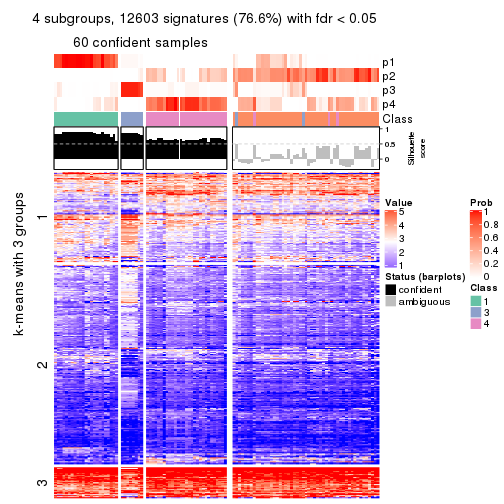 4 subgroups, 12603 signatures (76.6%) with fdr < 0.05
60 confident samples
p1
p2
p3
p4
Class
1
0.5
0
Silhouette
score
k-means with 3 groups
1
2
3
Value
5
4
3
2
1
Status (barplots)
confident
ambiguous
Prob
1
0.8
0.6
0.4
0.2
0
Class
1
3
4